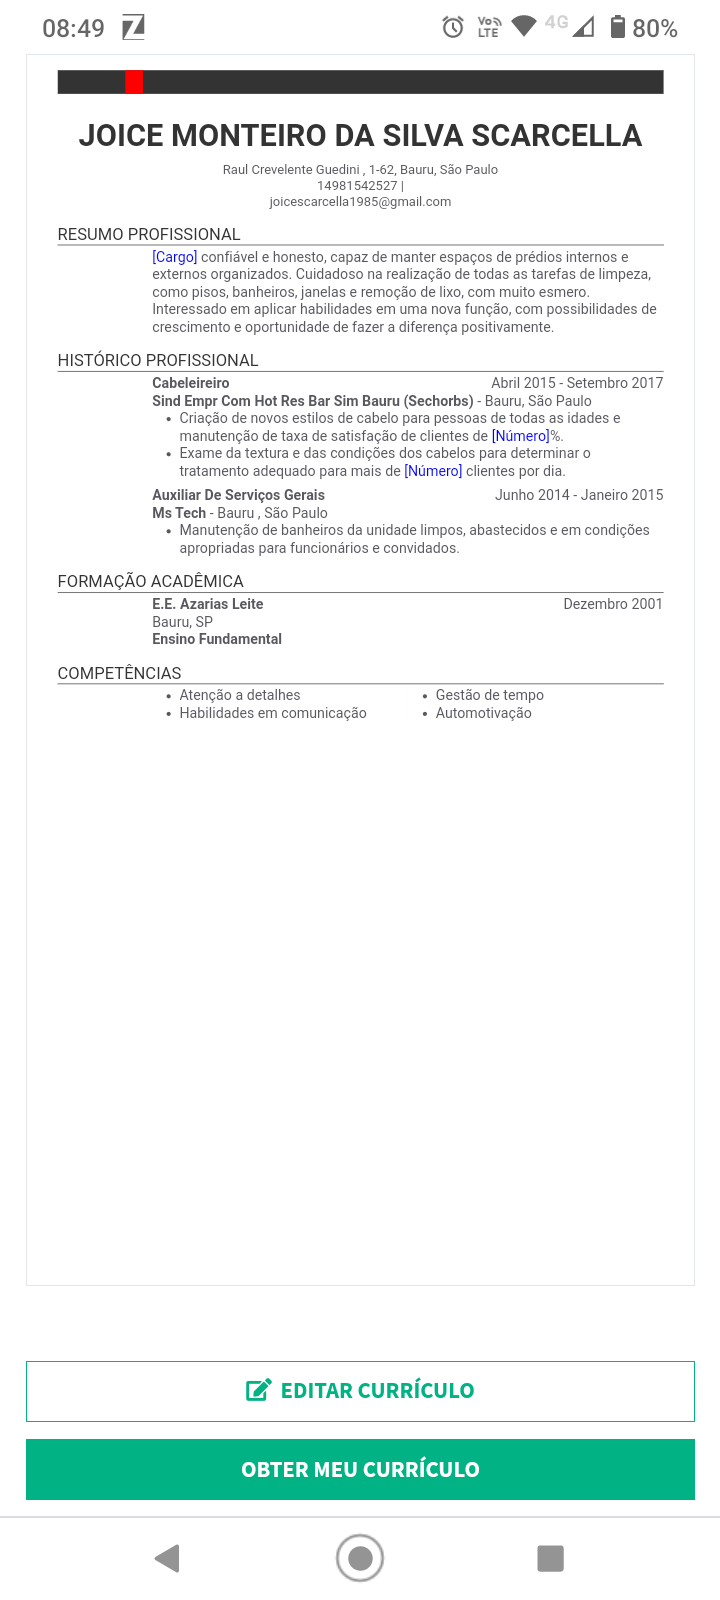 08:49
Vo LTE 4G 80%
JOICE MONTEIRO DA SILVA SCARCELLA
Raul Crevelente Guedini , 1-62, Bauru, São Paulo
14981542527 |
joicescarcella1985@gmail.com
RESUMO PROFISSIONAL
[Cargo] confiável e honesto, capaz de manter espaços de prédios internos e
externos organizados. Cuidadoso na realização de todas as tarefas de limpeza,
como pisos, banheiros, janelas e remoção de lixo, com muito esmero.
Interessado em aplicar habilidades em uma nova função, com possibilidades de
crescimento e oportunidade de fazer a diferença positivamente.
HISTÓRICO PROFISSIONAL
Cabeleireiro Abril 2015 - Setembro 2017
Sind Empr Com Hot Res Bar Sim Bauru (Sechorbs) - Bauru, São Paulo
• Criação de novos estilos de cabelo para pessoas de todas as idades e
manutenção de taxa de satisfação de clientes de [Número]%.
• Exame da textura e das condições dos cabelos para determinar o
tratamento adequado para mais de [Número] clientes por dia.
Auxiliar De Serviços Gerais Junho 2014 - Janeiro 2015
Ms Tech - Bauru , São Paulo
• Manutenção de banheiros da unidade limpos, abastecidos e em condições
apropriadas para funcionários e convidados.
FORMAÇÃO ACADÊMICA
E.E. Azarias Leite Dezembro 2001
Bauru, SP
Ensino Fundamental
COMPETÊNCIAS
• Atenção a detalhes • Gestão de tempo
• Habilidades em comunicação • Automotivação
EDITAR CURRÍCULO
OBTER MEU CURRÍCULO